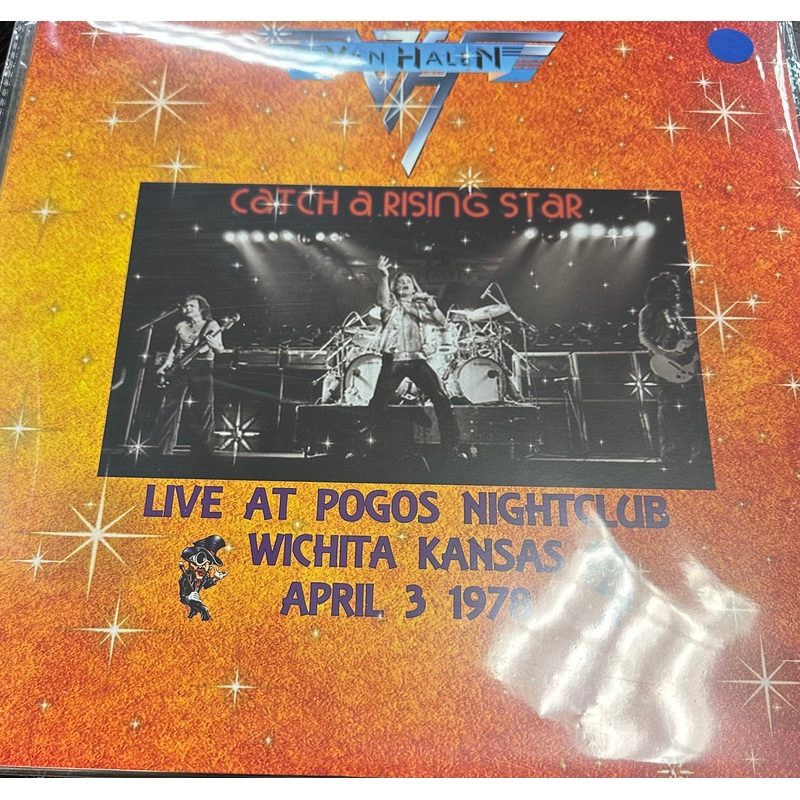 VAN HALEN
CATCH A RISING STAR
LIVE AT POGOS NIGHTCLUB
WICHITA KANSAS
APRIL 3 1978